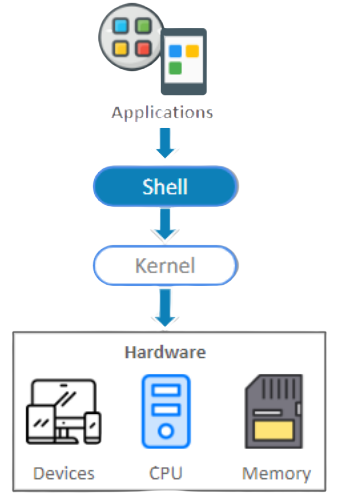 Applications
Shell
Kernel
Hardware
Devices CPU Memory